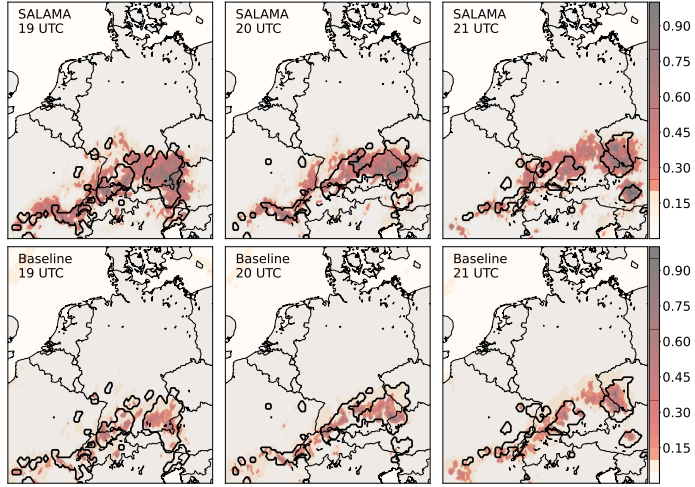 SALAMA
19 UTC
SALAMA
20 UTC
SALAMA
21 UTC
0.90
0.75
0.60
0.45
0.30
0.15
Baseline
19 UTC
Baseline
20 UTC
Baseline
21 UTC
0.90
0.75
0.60
0.45
0.30
0.15